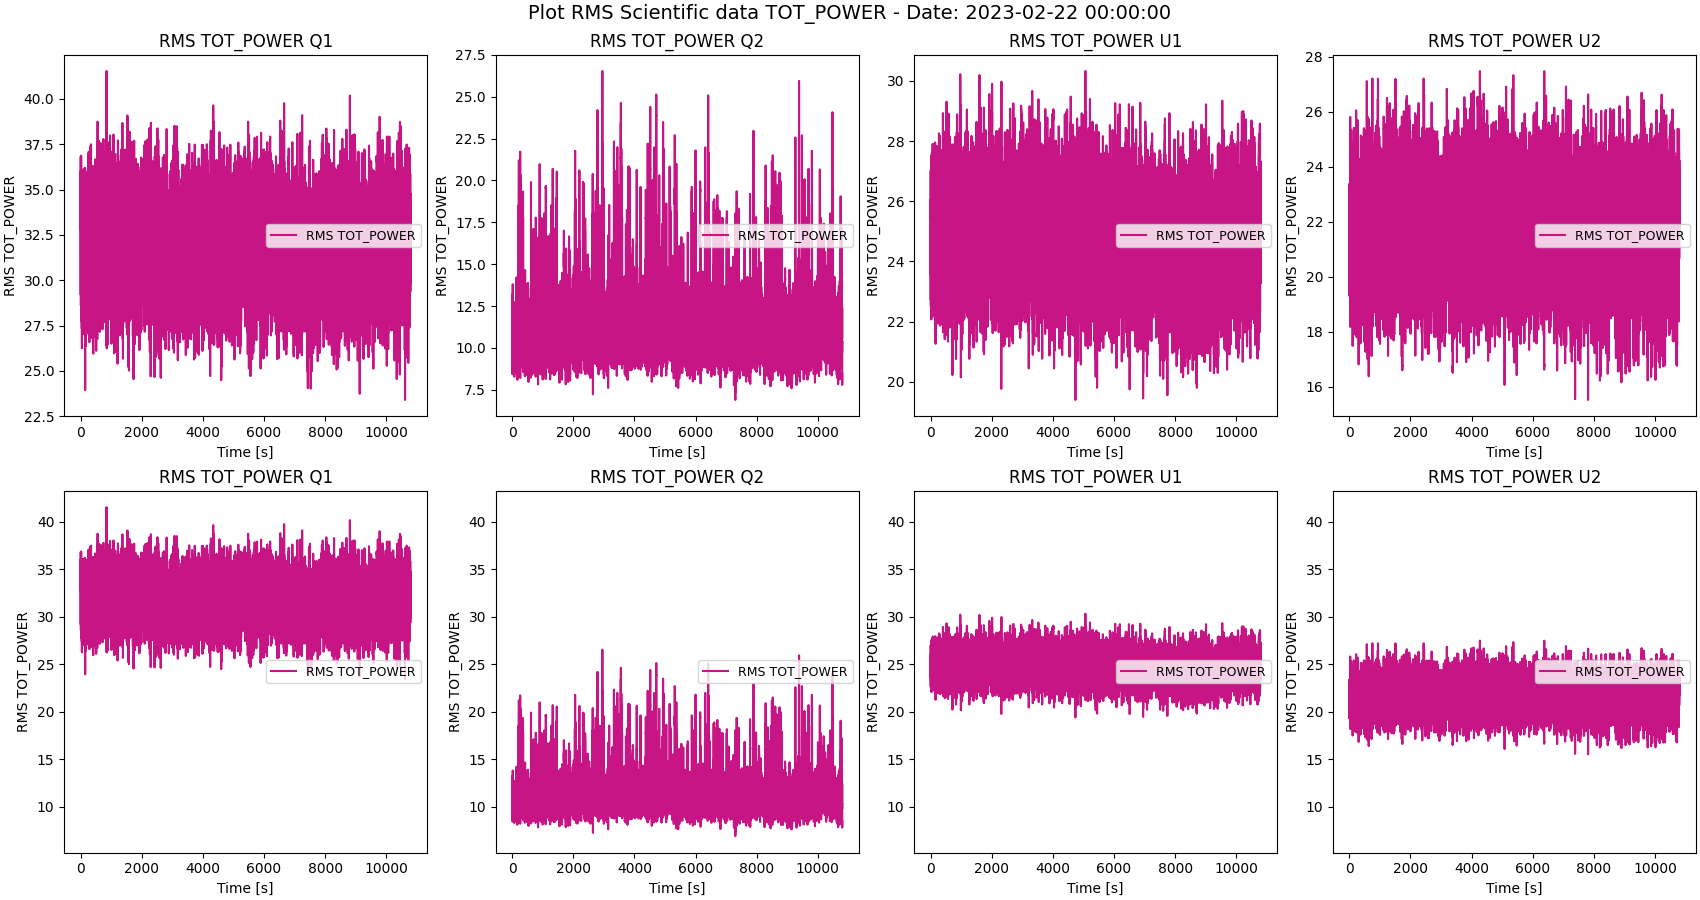 Plot RMS Scientific data TOT_POWER - Date: 2023-02-22 00:00:00
RMS TOT_POWER Q1
RMS TOT_POWER Q2
RMS TOT_POWER U1
RMS TOT_POWER U2
RMS TOT_POWER
40.0
37.5
35.0
32.5
30.0
27.5
25.0
22.5
RMS TOT_POWER
0 2000 4000 6000 8000 10000
Time [s]
RMS TOT_POWER
27.5
25.0
22.5
20.0
17.5
15.0
12.5
10.0
7.5
RMS TOT_POWER
0 2000 4000 6000 8000 10000
Time [s]
RMS TOT_POWER
30
28
26
24
22
20
RMS TOT_POWER
0 2000 4000 6000 8000 10000
Time [s]
RMS TOT_POWER
28
26
24
22
20
18
16
RMS TOT_POWER
0 2000 4000 6000 8000 10000
Time [s]
RMS TOT_POWER Q1
RMS TOT_POWER Q2
RMS TOT_POWER U1
RMS TOT_POWER U2
RMS TOT_POWER
40
35
30
25
20
15
10
RMS TOT_POWER
0 2000 4000 6000 8000 10000
Time [s]
RMS TOT_POWER
40
35
30
25
20
15
10
RMS TOT_POWER
0 2000 4000 6000 8000 10000
Time [s]
RMS TOT_POWER
40
35
30
25
20
15
10
RMS TOT_POWER
0 2000 4000 6000 8000 10000
Time [s]
RMS TOT_POWER
40
35
30
25
20
15
10
RMS TOT_POWER
0 2000 4000 6000 8000 10000
Time [s]